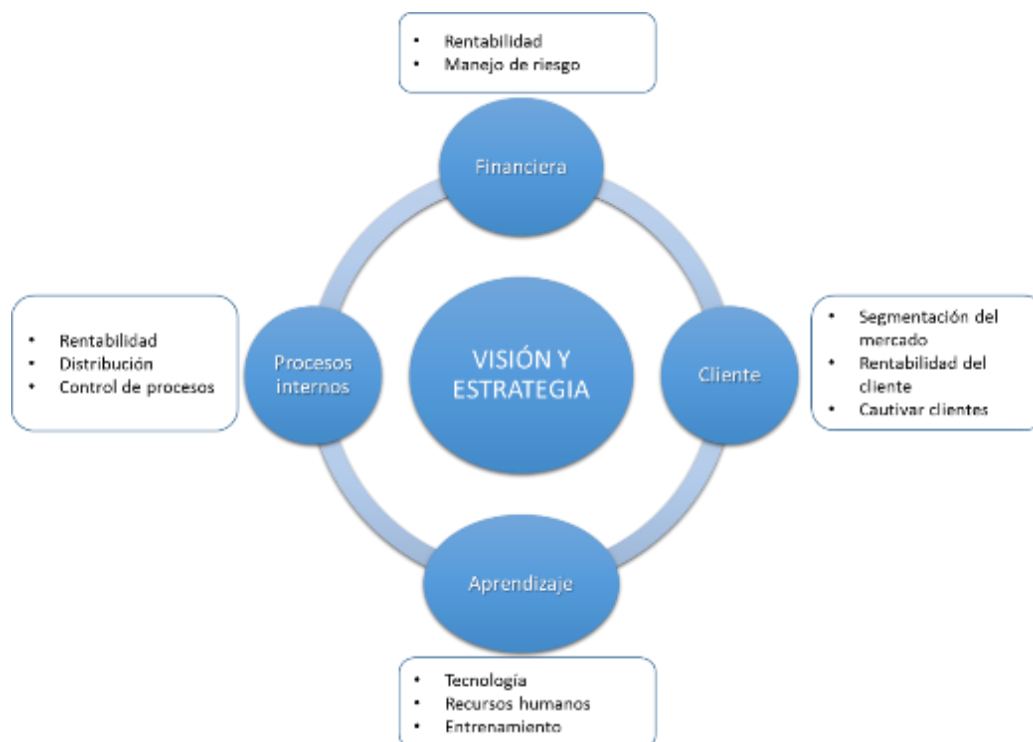 • Rentabilidad
• Manejo de riesgo
Financiera
• Rentabilidad
• Distribución
• Control de procesos
Procesos
internos
VISIÓN Y
ESTRATEGIA
Cliente
• Segmentación del
mercado
• Rentabilidad del
cliente
• Cautivar clientes
Aprendizaje
• Tecnología
• Recursos humanos
• Entrenamiento